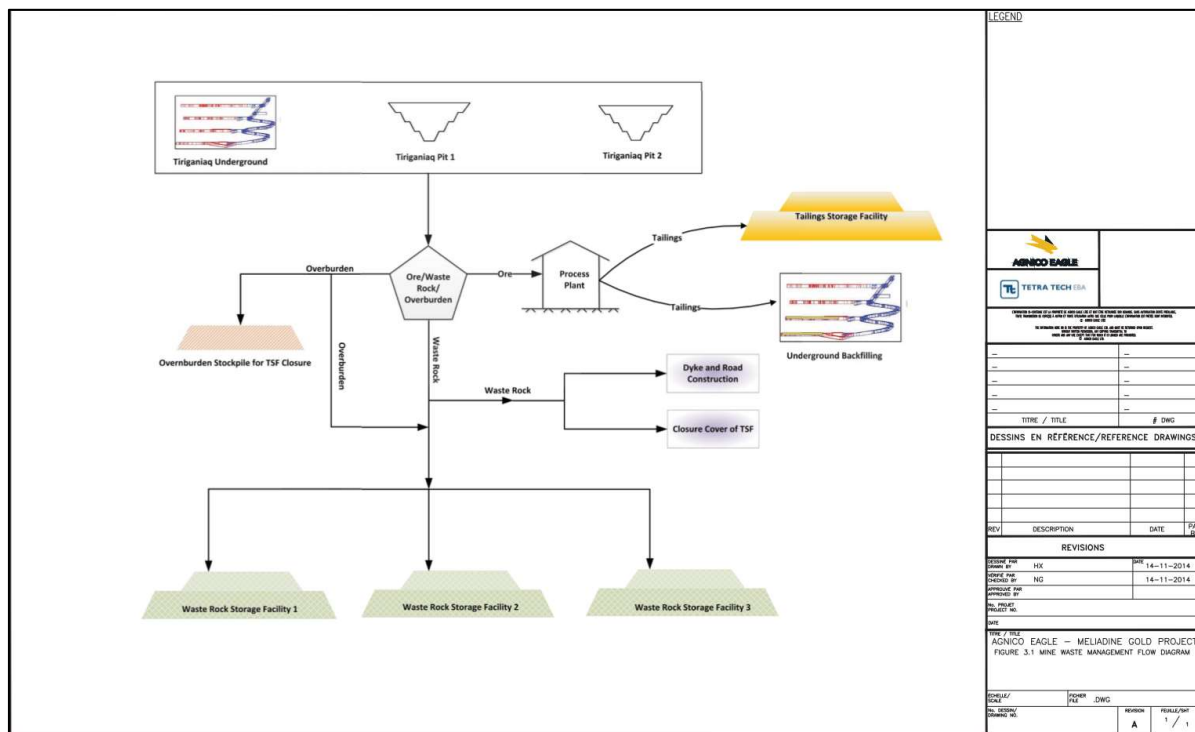 LEGEND
Tiriganiaq Underground
Tiriganiaq Pit 1
Tiriganiaq Pit 2
Tailings Storage Facility
Tailings
Overburden
Ore/Waste
Rock/
Overburden
Ore
Process
Plant
Tailings
Underground Backfilling
Overnburden Stockpile for TSF Closure
Overburden
Waste Rock
Waste Rock
Dyke and Road
Construction
Closure Cover of TSF
Waste Rock Storage Facility 1
Waste Rock Storage Facility 2
Waste Rock Storage Facility 3
AGNICO EAGLE
Tt TETRA TECH EBA
TITRE / TITLE # DWG
DESSINS EN RÉFÉRENCE/REFERENCE DRAWINGS
REV DESCRIPTION DATE
REVISIONS
DESSINÉ PAR
DRAWN BY HX DATE 14-11-2014
VÉRIFIÉ PAR
CHECKED BY NG 14-11-2014
APPROUVÉ PAR
APPROVED BY
No. PROJET
PROJECT NO.
DATE
TITRE / TITLE
AGNICO EAGLE – MELIADINE GOLD PROJECT
FIGURE 3.1 MINE WASTE MANAGEMENT FLOW DIAGRAM
ECHELLE/
SCALE
FICHIER
FILE .DWG
No. DESSIN/
DRAWING NO.
REVISION
A
FEUILLE/SHT
1 / 1